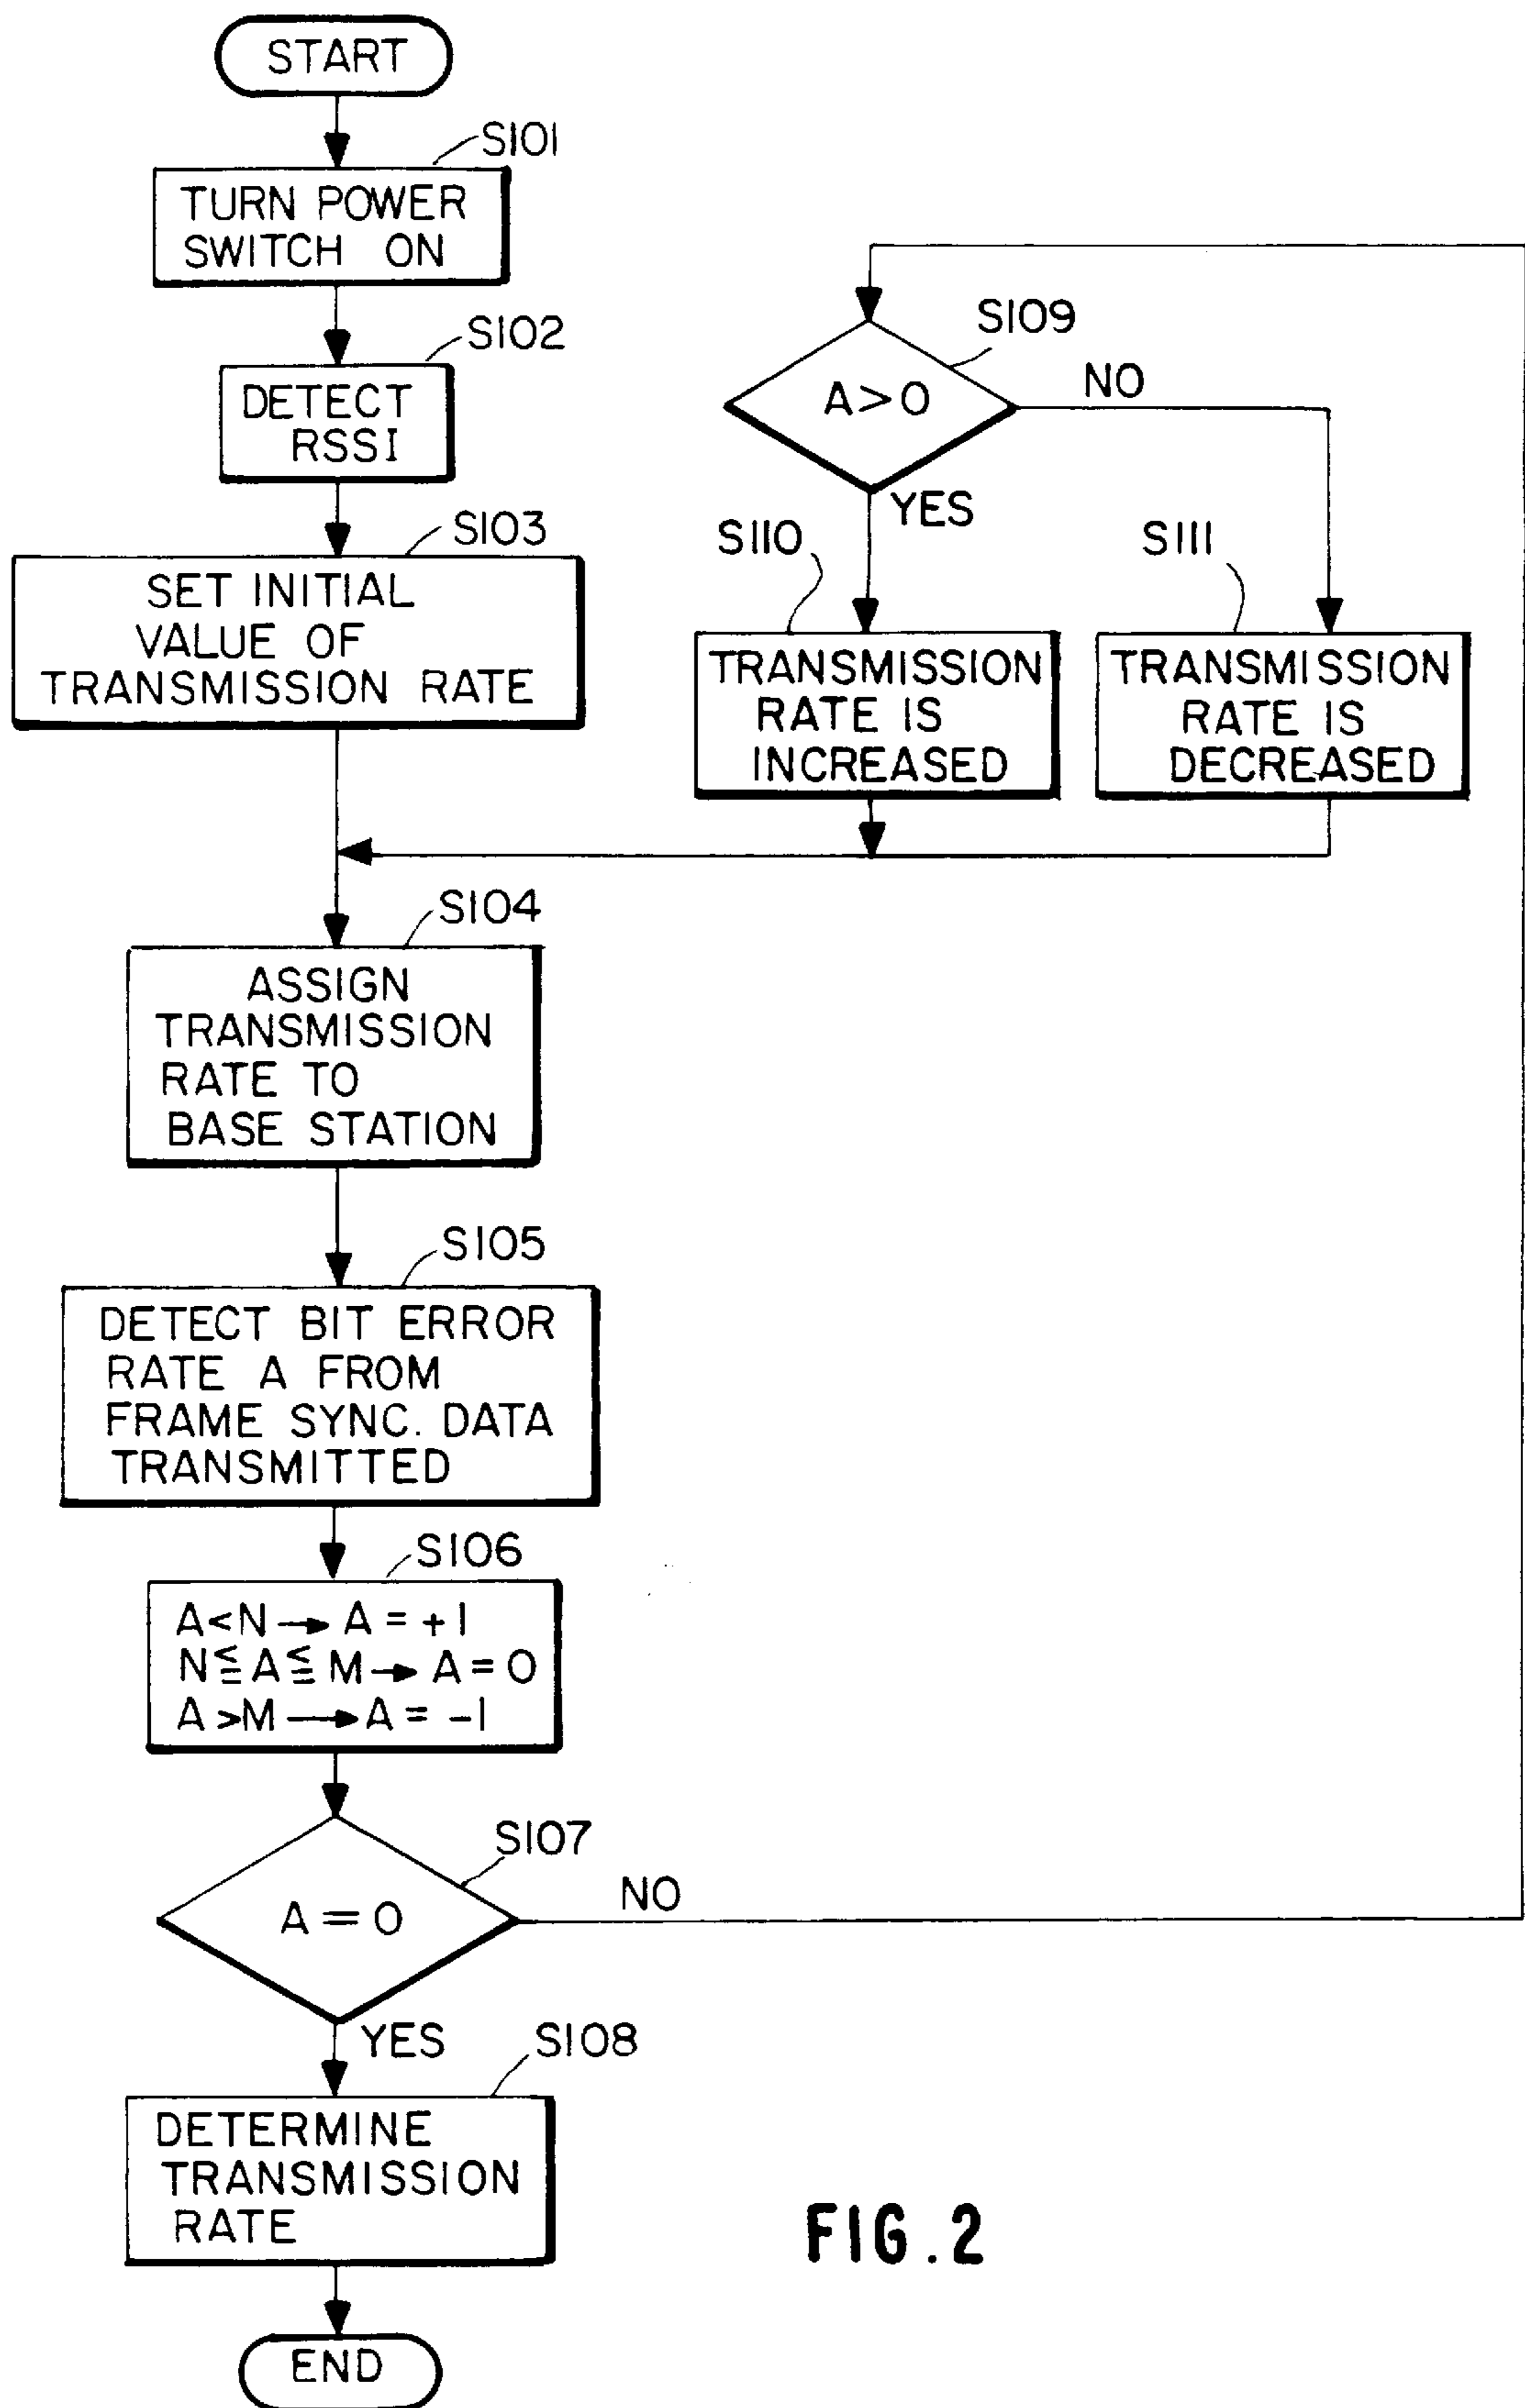 START
S101
TURN POWER
SWITCH ON
S102
DETECT
RSSI
S103
SET INITIAL
VALUE OF
TRANSMISSION RATE
S109
A>0
NO
YES
S110
TRANSMISSION
RATE IS
INCREASED
S111
TRANSMISSION
RATE IS
DECREASED
S104
ASSIGN
TRANSMISSION
RATE TO
BASE STATION
S105
DETECT BIT ERROR
RATE A FROM
FRAME SYNC. DATA
TRANSMITTED
S106
A<N→A=+1
N≦A≦M→A=0
A>M→A=-1
S107
A=0
NO
YES
S108
DETERMINE
TRANSMISSION
RATE
END
FIG.2